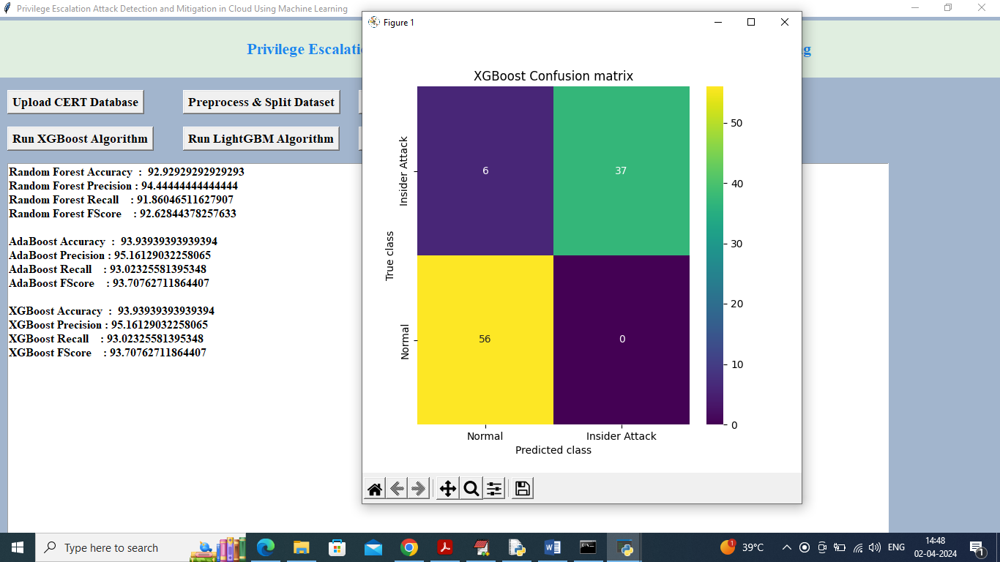 Privilege Escalation Attack Detection and Mitigation in Cloud Using Machine Learning
Figure 1
Privilege Escalati
g
Upload CERT Database
Preprocess & Split Dataset
Run XGBoost Algorithm
Run LightGBM Algorithm
Random Forest Accuracy : 92.92929292929293
Random Forest Precision : 94.44444444444444
Random Forest Recall : 91.86046511627907
Random Forest FScore : 92.62844378257633
AdaBoost Accuracy : 93.93939393939394
AdaBoost Precision : 95.16129032258065
AdaBoost Recall : 93.02325581395348
AdaBoost FScore : 93.70762711864407
XGBoost Accuracy : 93.93939393939394
XGBoost Precision : 95.16129032258065
XGBoost Recall : 93.02325581395348
XGBoost FScore : 93.70762711864407
XGBoost Confusion matrix
True class
Insider Attack
Normal
6
37
56
0
Normal
Insider Attack
Predicted class
50
40
30
20
10
0
Type here to search
1
39°C
ENG
14:48
02-04-2024
1